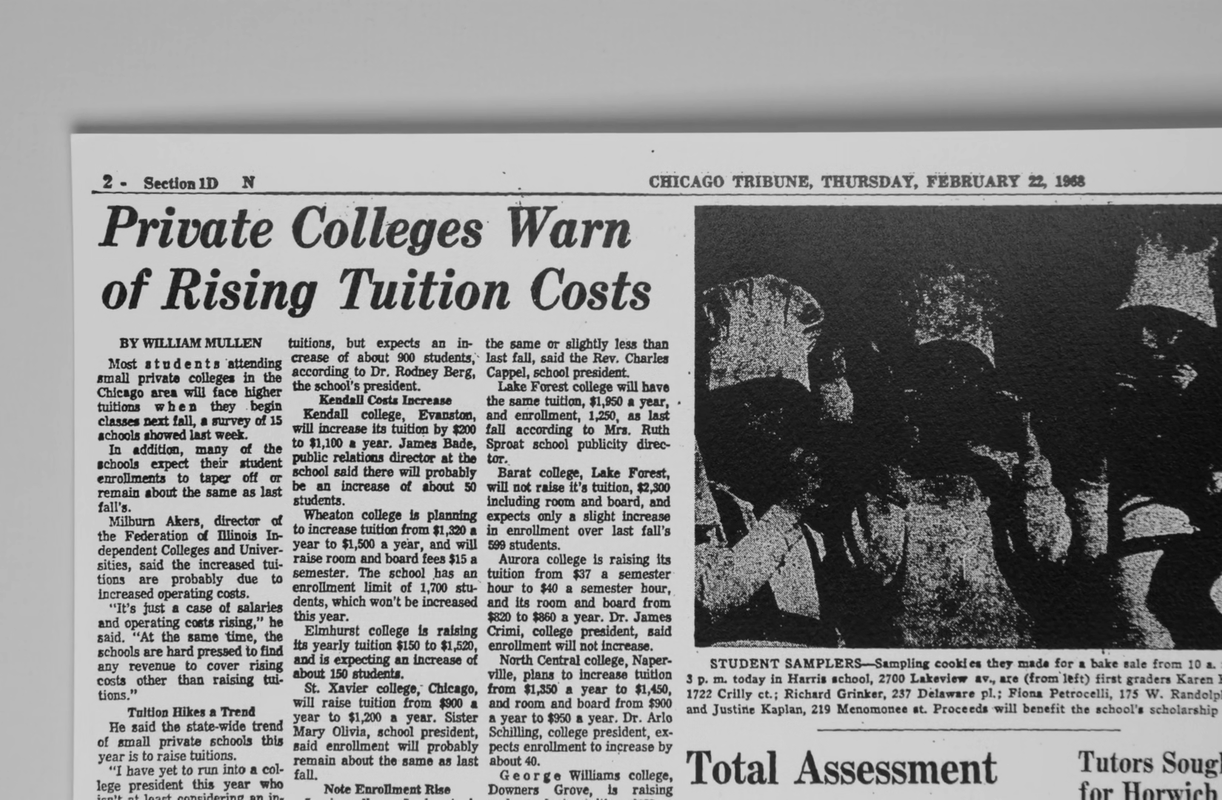 2 - Section 1D N
CHICAGO TRIBUNE, THURSDAY, FEBRUARY 22, 1968
Private Colleges Warn
of Rising Tuition Costs
BY WILLIAM MULLEN
Most students attending
small private colleges in the
Chicago area will face higher
tuitions when they begin
classes next fall, a survey of 15
schools showed last week.
In addition, many of the
schools expect their student
enrollments to taper off or
remain about the same as last
fall's.
Milburn Akers, director of
the Federation of Illinois In-
dependent Colleges and Univer-
sities, said the increased tui-
tions are probably due to
increased operating costs.
"It's just a case of salaries
and operating costs rising," he
said. "At the same time, the
schools are hard pressed to find
any revenue to cover rising
costs other than raising tui-
tions."
Tuition Hikes a Trend
He said the state-wide trend
of small private schools this
year is to raise tuitions.
"I have yet to run into a col-
lege president this year who
isn't at least considering an in-
tuitions, but expects an in-
crease of about 900 students,
according to Dr. Rodney Berg,
the school's president.
Kendall Costs Increase
Kendall college, Evanston,
will increase its tuition by $200
to $1,100 a year. James Bade,
public relations director at the
school said there will probably
be an increase of about 50
students.
Wheaton college is planning
to increase tuition from $1,320 a
year to $1,500 a year, and will
raise room and board fees $15 a
semester. The school has an
enrollment limit of 1,700 stu-
dents, which won't be increased
this year.
Elmhurst college is raising
its yearly tuition $150 to $1,520,
and is expecting an increase of
about 150 students.
St. Xavier college, Chicago,
will raise tuition from $900 a
year to $1,200 a year. Sister
Mary Olivia, school president,
said enrollment will probably
remain about the same as last
fall.
Note Enrollment Rise
the same or slightly less than
last fall, said the Rev. Charles
Cappel, school president.
Lake Forest college will have
the same tuition, $1,950 a year,
and enrollment, 1,250, as last
fall according to Mrs. Ruth
Sproat school publicity direc-
tor.
Barat college, Lake Forest,
will not raise it's tuition, $2,300
including room and board, and
expects only a slight increase
in enrollment over last fall's
599 students.
Aurora college is raising its
tuition from $37 a semester
hour to $40 a semester hour,
and its room and board from
$820 to $860 a year. Dr. James
Crimi, college president, said
enrollment will not increase.
North Central college, Naper-
ville, plans to increase tuition
from $1,350 a year to $1,450,
and room and board from $900
a year to $950 a year. Dr. Arlo
Schilling, college president, ex-
pects enrollment to increase by
about 40.
George Williams college,
Downers Grove, is raising
STUDENT SAMPLERS—Sampling cookies they made for a bake sale from 10 a.
3 p. m. today in Harris school, 2700 Lakeview av., are (from left) first graders Karen
1722 Crilly ct.; Richard Grinker, 237 Delaware pl.; Fiona Petrocelli, 175 W. Randolp
and Justine Kaplan, 219 Menomonee st. Proceeds will benefit the school's scholarship
Total Assessment
Tutors Soug
for Horwich